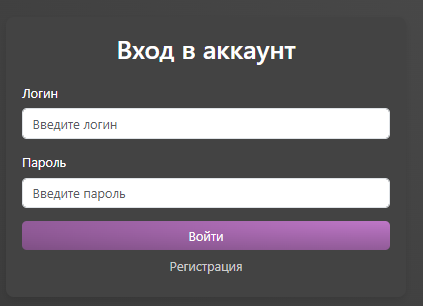 Вход в аккаунт
Логин
Введите логин
Пароль
Введите пароль
Войти
Регистрация